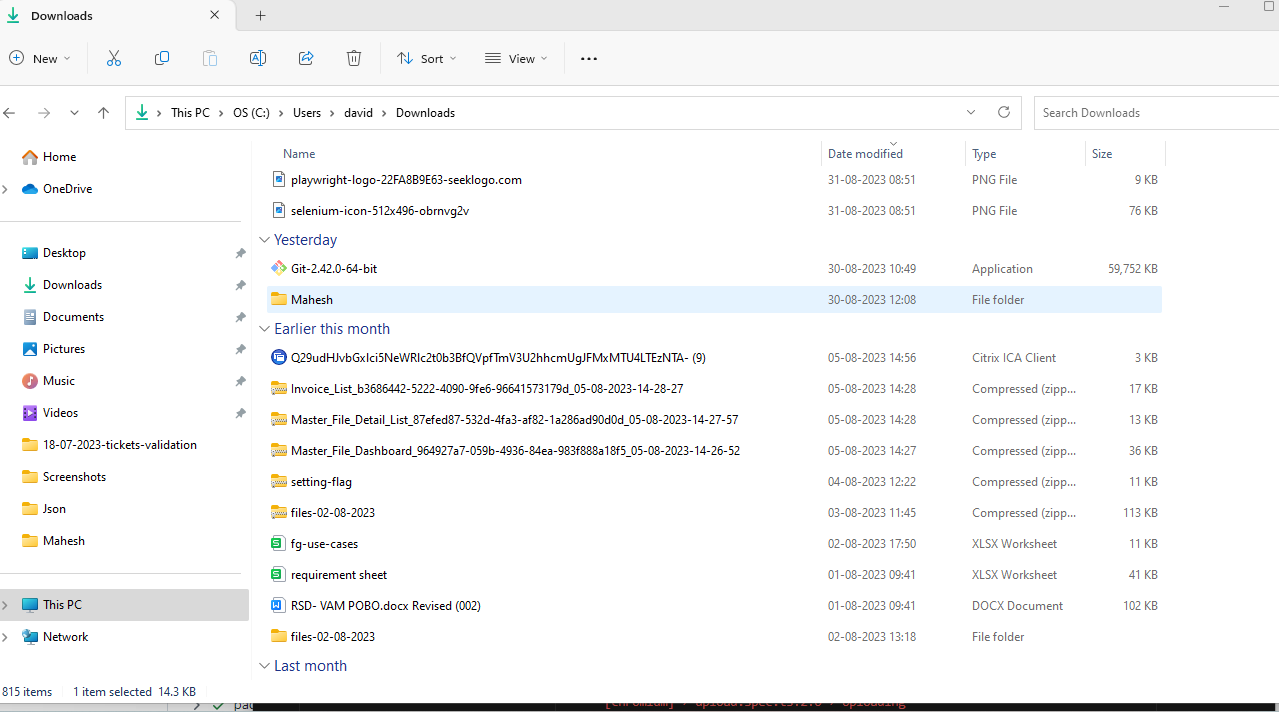 Downloads
New
Sort
View
This PC > OS (C:) > Users > david > Downloads
Search Downloads
Home
OneDrive
Desktop
Downloads
Documents
Pictures
Music
Videos
18-07-2023-tickets-validation
Screenshots
Json
Mahesh
This PC
Network
Name Date modified Type Size
playwright-logo-22FA8B9E63-seeklogo.com 31-08-2023 08:51 PNG File 9 KB
selenium-icon-512x496-obrnvg2v 31-08-2023 08:51 PNG File 76 KB
Yesterday
Git-2.42.0-64-bit 30-08-2023 10:49 Application 59,752 KB
Mahesh 30-08-2023 12:08 File folder
Earlier this month
Q29udHJvbGxlci5NeWRlc2t0b3BfQVpfTmV3U2hhcmUgJFMxMTU4LTEzNTA- (9) 05-08-2023 14:56 Citrix ICA Client 3 KB
Invoice_List_b3686442-5222-4090-9fe6-96641573179d_05-08-2023-14-28-27 05-08-2023 14:28 Compressed (zipp... 17 KB
Master_File_Detail_List_87efed87-532d-4fa3-af82-1a286ad90d0d_05-08-2023-14-27-57 05-08-2023 14:28 Compressed (zipp... 13 KB
Master_File_Dashboard_964927a7-059b-4936-84ea-983f888a18f5_05-08-2023-14-26-52 05-08-2023 14:27 Compressed (zipp... 36 KB
setting-flag 04-08-2023 12:22 Compressed (zipp... 11 KB
files-02-08-2023 03-08-2023 11:45 Compressed (zipp... 113 KB
fg-use-cases 02-08-2023 17:50 XLSX Worksheet 11 KB
requirement sheet 01-08-2023 09:41 XLSX Worksheet 41 KB
RSD- VAM POBO.docx Revised (002) 01-08-2023 09:41 DOCX Document 102 KB
files-02-08-2023 02-08-2023 13:18 File folder
Last month
815 items 1 item selected 14.3 KB